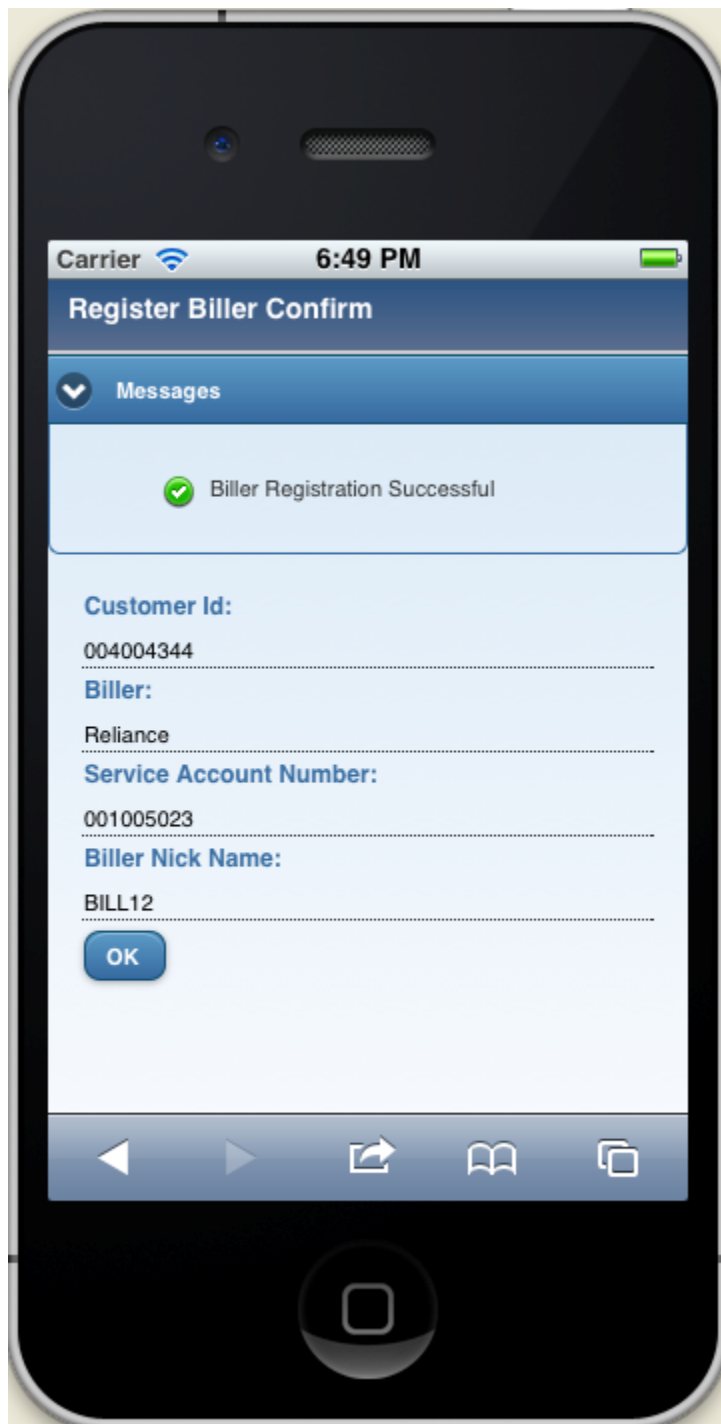 Carrier 6:49 PM
Register Biller Confirm
Messages
Biller Registration Successful
Customer Id:
004004344
Biller:
Reliance
Service Account Number:
001005023
Biller Nick Name:
BILL12
OK